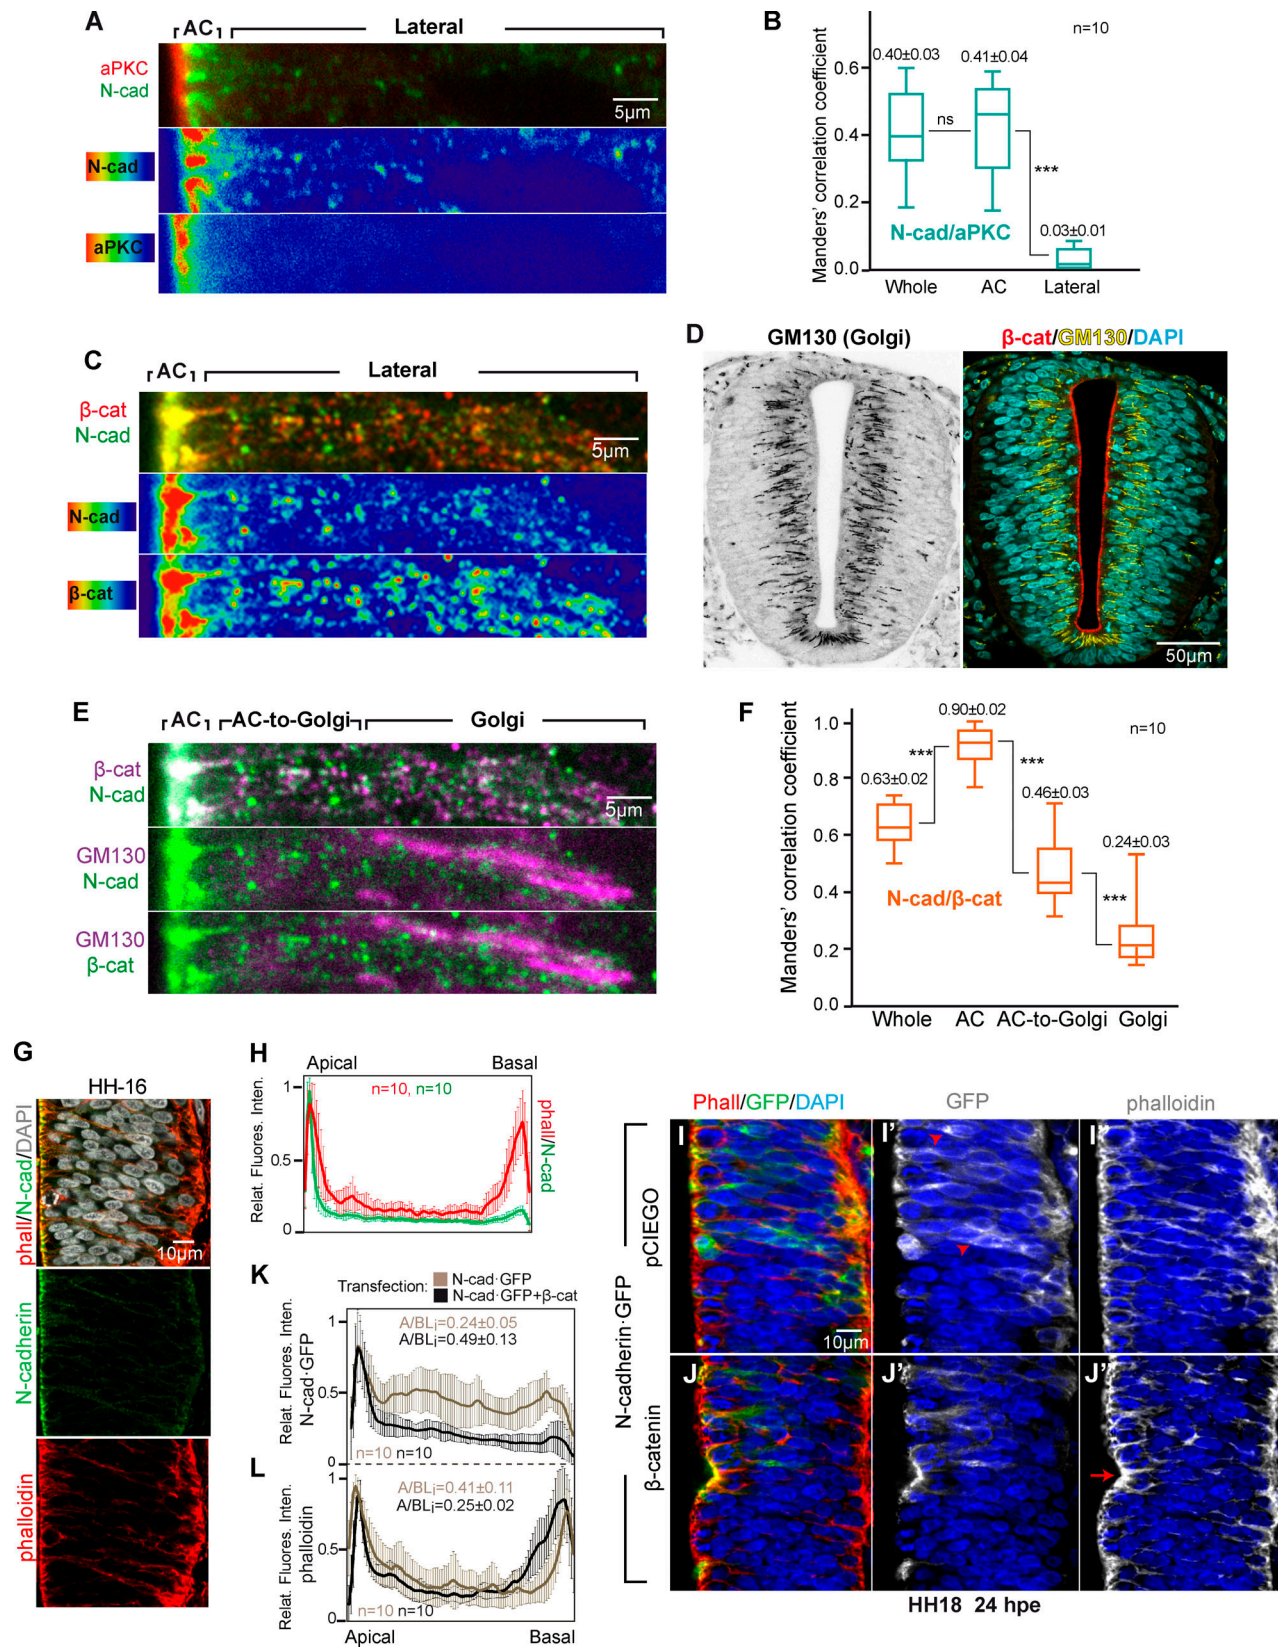 A
AC
Lateral
aPKC
N-cad
5µm
N-cad
aPKC
B
n=10
Manders' correlation coefficient
0.6
0.4
0.2
0.0
0.40±0.03
0.41±0.04
ns
***
0.03±0.01
N-cad/aPKC
Whole
AC
Lateral
C
AC
Lateral
β-cat
N-cad
5µm
N-cad
β-cat
D
GM130 (Golgi)
β-cat/GM130/DAPI
50µm
E
AC
AC-to-Golgi
Golgi
β-cat
N-cad
5µm
GM130
N-cad
GM130
β-cat
F
n=10
Manders' correlation coefficient
1.0
0.8
0.6
0.4
0.2
0.0
0.63±0.02
***
0.90±0.02
***
0.46±0.03
***
0.24±0.03
N-cad/β-cat
Whole
AC
AC-to-Golgi
Golgi
G
HH-16
phall/N-cad/DAPI
10µm
N-cadherin
phalloidin
H
Apical
Basal
n=10, n=10
Relat. Fluores. Inten.
1
0.5
0
phall/N-cad
K
Transfection:
N-cad·GFP
N-cad·GFP+β-cat
Relat. Fluores. Inten.
N-cad·GFP
1
0.5
0
A/BLi=0.24±0.05
A/BLi=0.49±0.13
n=10 n=10
L
Relat. Fluores. Inten.
phalloidin
1
0.5
0
A/BLi=0.41±0.11
A/BLi=0.25±0.02
n=10 n=10
Apical
Basal
Phall/GFP/DAPI
GFP
phalloidin
N-cadherin·GFP
pCIEGO
β-catenin
I
I'
I''
10µm
J
J'
J''
HH18 24 hpe